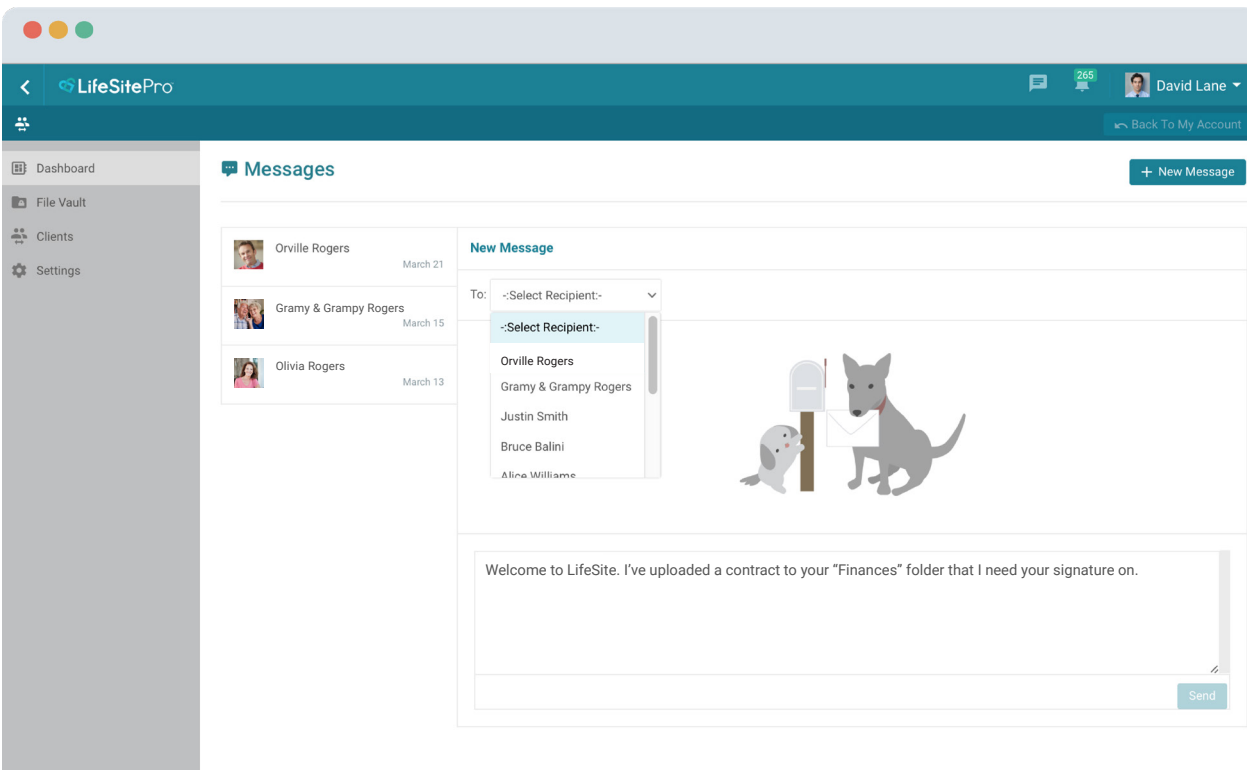 LifeSitePro
265
David Lane
Back To My Account
Dashboard
File Vault
Clients
Settings
Messages
+ New Message
Orville Rogers
March 21
Gramy & Grampy Rogers
March 15
Olivia Rogers
March 13
New Message
To: -:Select Recipient:-
-:Select Recipient:-
Orville Rogers
Gramy & Grampy Rogers
Justin Smith
Bruce Balini
Alice Williams
Welcome to LifeSite. I’ve uploaded a contract to your “Finances” folder that I need your signature on.
Send